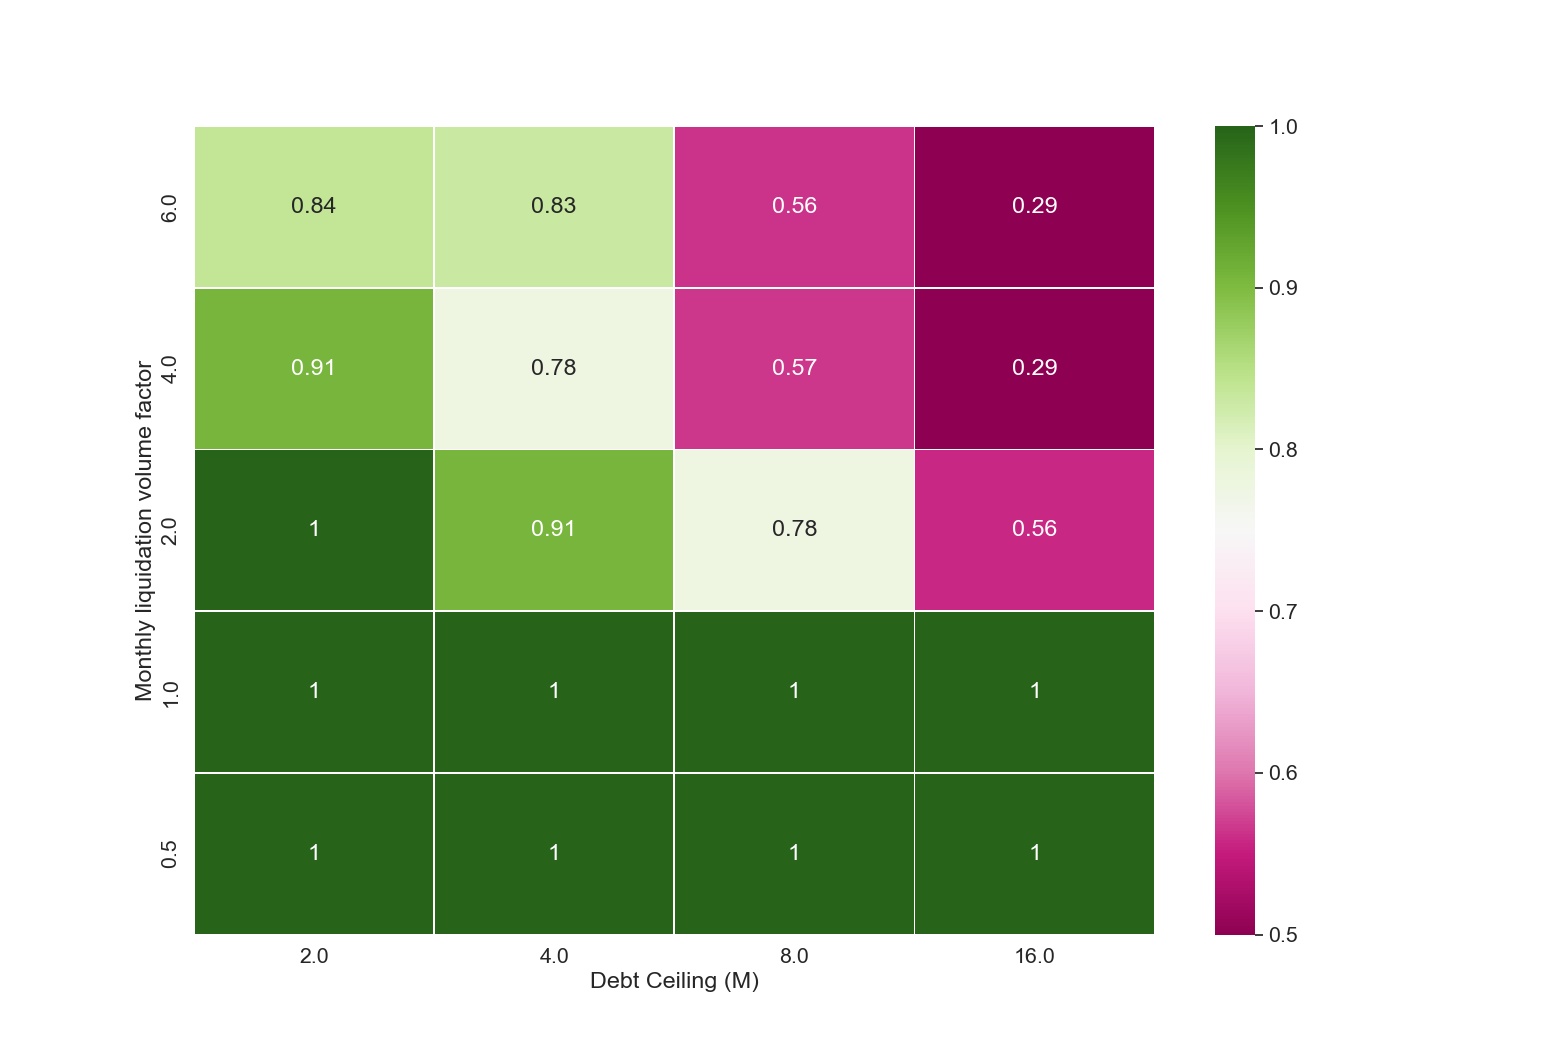 Monthly liquidation volume factor
6.0 0.84 0.83 0.56 0.29
4.0 0.91 0.78 0.57 0.29
2.0 1 0.91 0.78 0.56
1.0 1 1 1 1
0.5 1 1 1 1
2.0 4.0 8.0 16.0
Debt Ceiling (M)
1.0
0.9
0.8
0.7
0.6
0.5